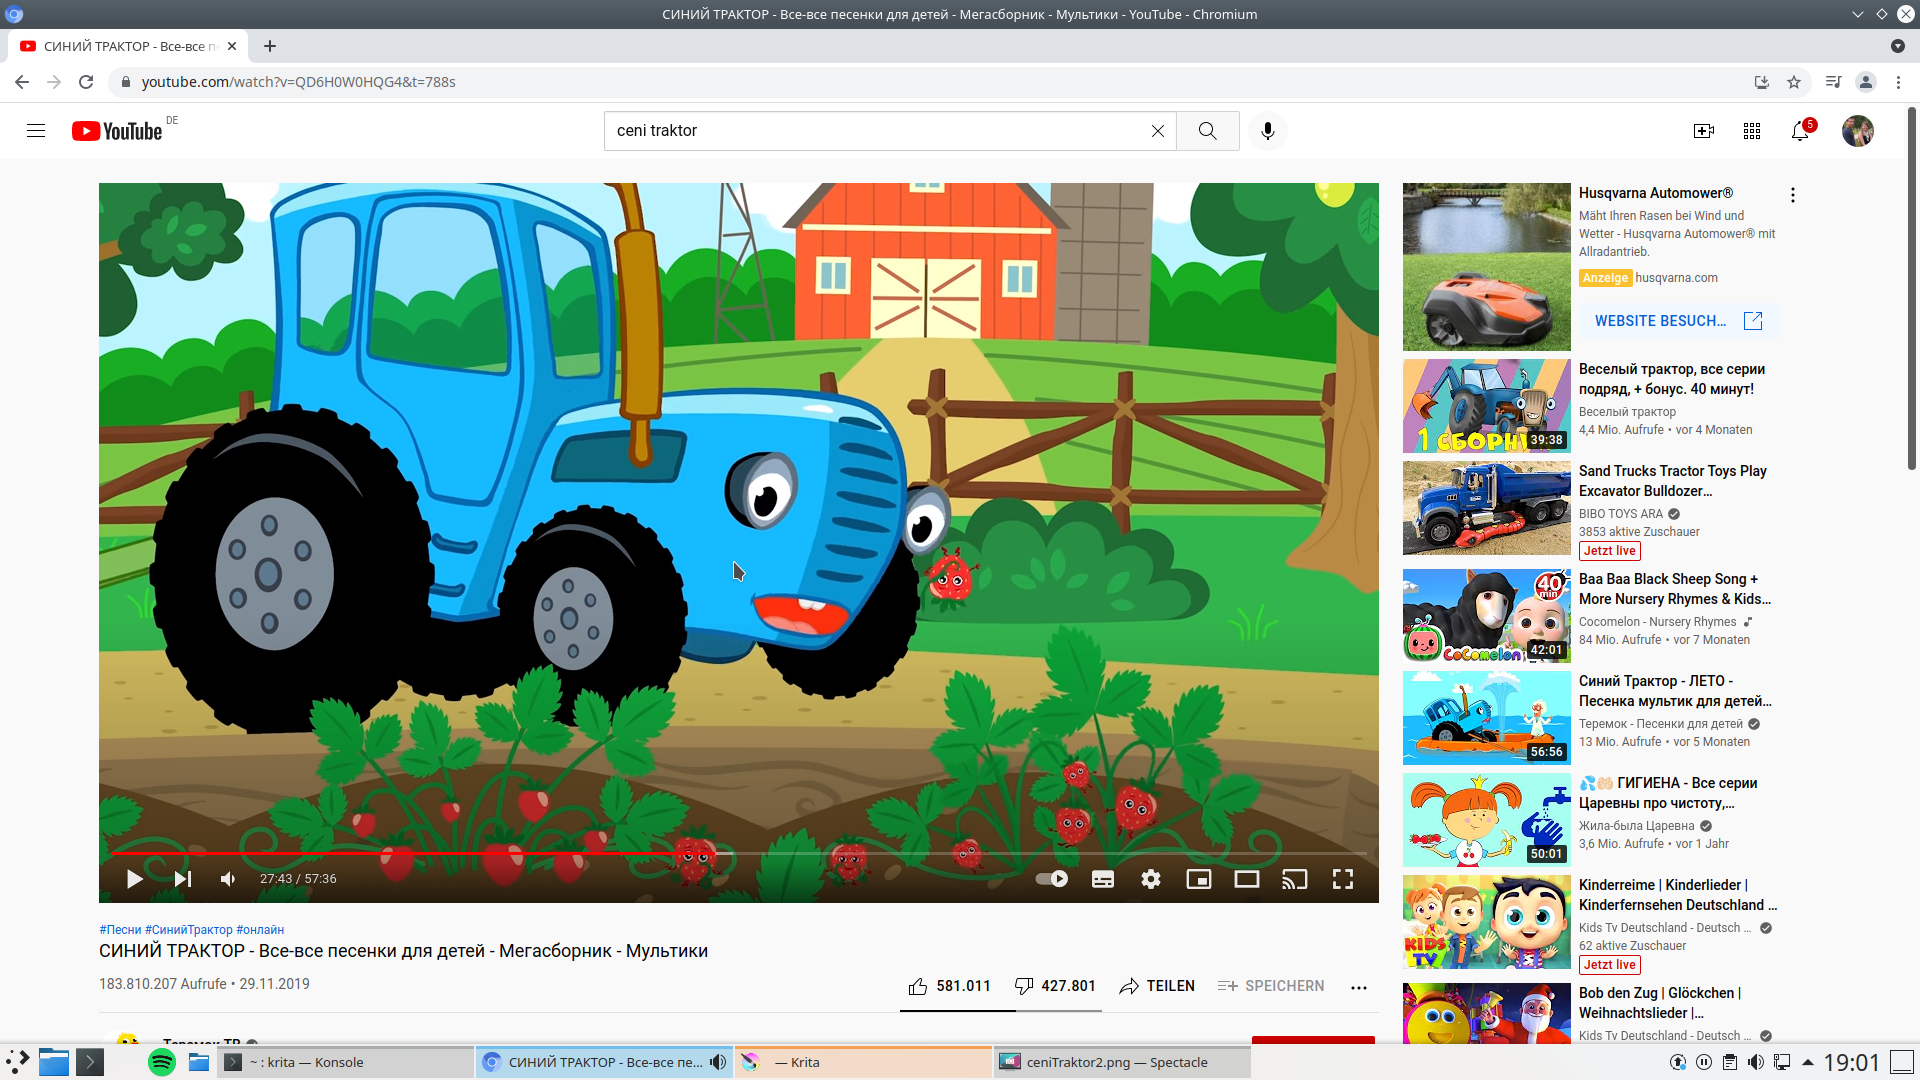 СИНИЙ ТРАКТОР - Все-все песенки для детей - Мегасборник - Мультики - YouTube - Chromium
СИНИЙ ТРАКТОР - Все-все п
youtube.com/watch?v=QD6H0W0HQG4&t=788s
YouTube DE
ceni traktor
5
Husqvarna Automower®
Mäht Ihren Rasen bei Wind und
Wetter - Husqvarna Automower® mit
Allradantrieb.
Anzeige husqvarna.com
WEBSITE BESUCH...
1 СБОРН
39:38
Веселый трактор, все серии
подряд, + бонус. 40 минут!
Веселый трактор
4,4 Mio. Aufrufe • vor 4 Monaten
Sand Trucks Tractor Toys Play
Excavator Bulldozer...
BIBO TOYS ARA
3853 aktive Zuschauer
Jetzt live
40 min
CoComelon
42:01
Baa Baa Black Sheep Song +
More Nursery Rhymes & Kids...
Cocomelon - Nursery Rhymes
84 Mio. Aufrufe • vor 7 Monaten
56:56
Синий Трактор - ЛЕТО -
Песенка мультик для детей...
Теремок - Песенки для детей
13 Mio. Aufrufe • vor 5 Monaten
50:01
💦👏🏻 ГИГИЕНА - Все серии
Царевны про чистоту,...
Жила-была Царевна
3,6 Mio. Aufrufe • vor 1 Jahr
KIDS TV
Kinderreime | Kinderlieder |
Kinderfernsehen Deutschland ...
Kids Tv Deutschland - Deutsch ...
62 aktive Zuschauer
Jetzt live
Bob den Zug | Glöckchen |
Weihnachtslieder |...
Kids Tv Deutschland - Deutsch ...
27:43 / 57:36
#Песни #СинийТрактор #онлайн
СИНИЙ ТРАКТОР - Все-все песенки для детей - Мегасборник - Мультики
183.810.207 Aufrufe • 29.11.2019
581.011
427.801
TEILEN
SPEICHERN
Теремок ТВ
~ : krita — Konsole
СИНИЙ ТРАКТОР - Все-все пе...
— Krita
ceniTraktor2.png — Spectacle
19:01